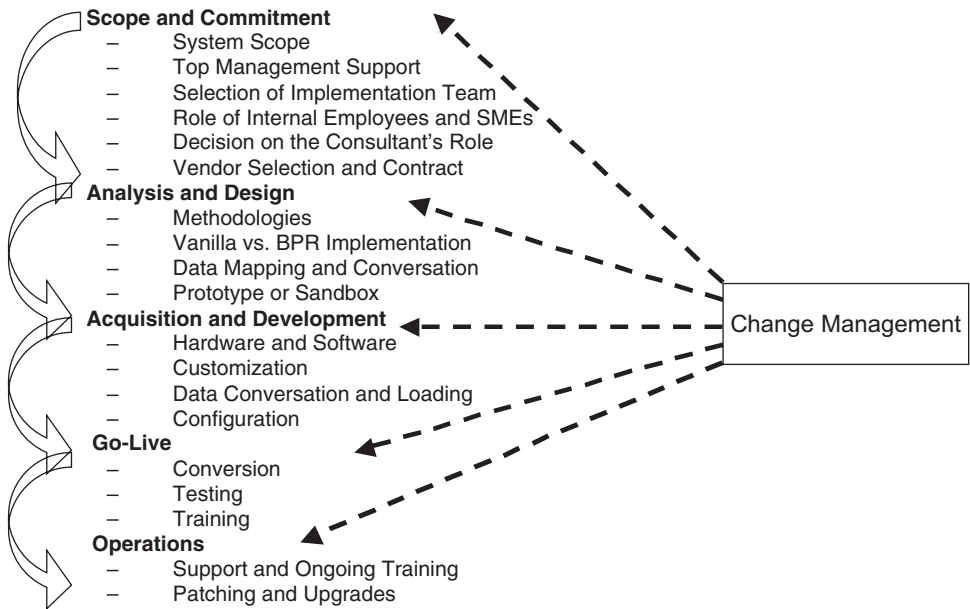 Scope and Commitment
– System Scope
– Top Management Support
– Selection of Implementation Team
– Role of Internal Employees and SMEs
– Decision on the Consultant’s Role
– Vendor Selection and Contract
Analysis and Design
– Methodologies
– Vanilla vs. BPR Implementation
– Data Mapping and Conversation
– Prototype or Sandbox
Acquisition and Development
– Hardware and Software
– Customization
– Data Conversation and Loading
– Configuration
Go-Live
– Conversion
– Testing
– Training
Operations
– Support and Ongoing Training
– Patching and Upgrades
Change Management